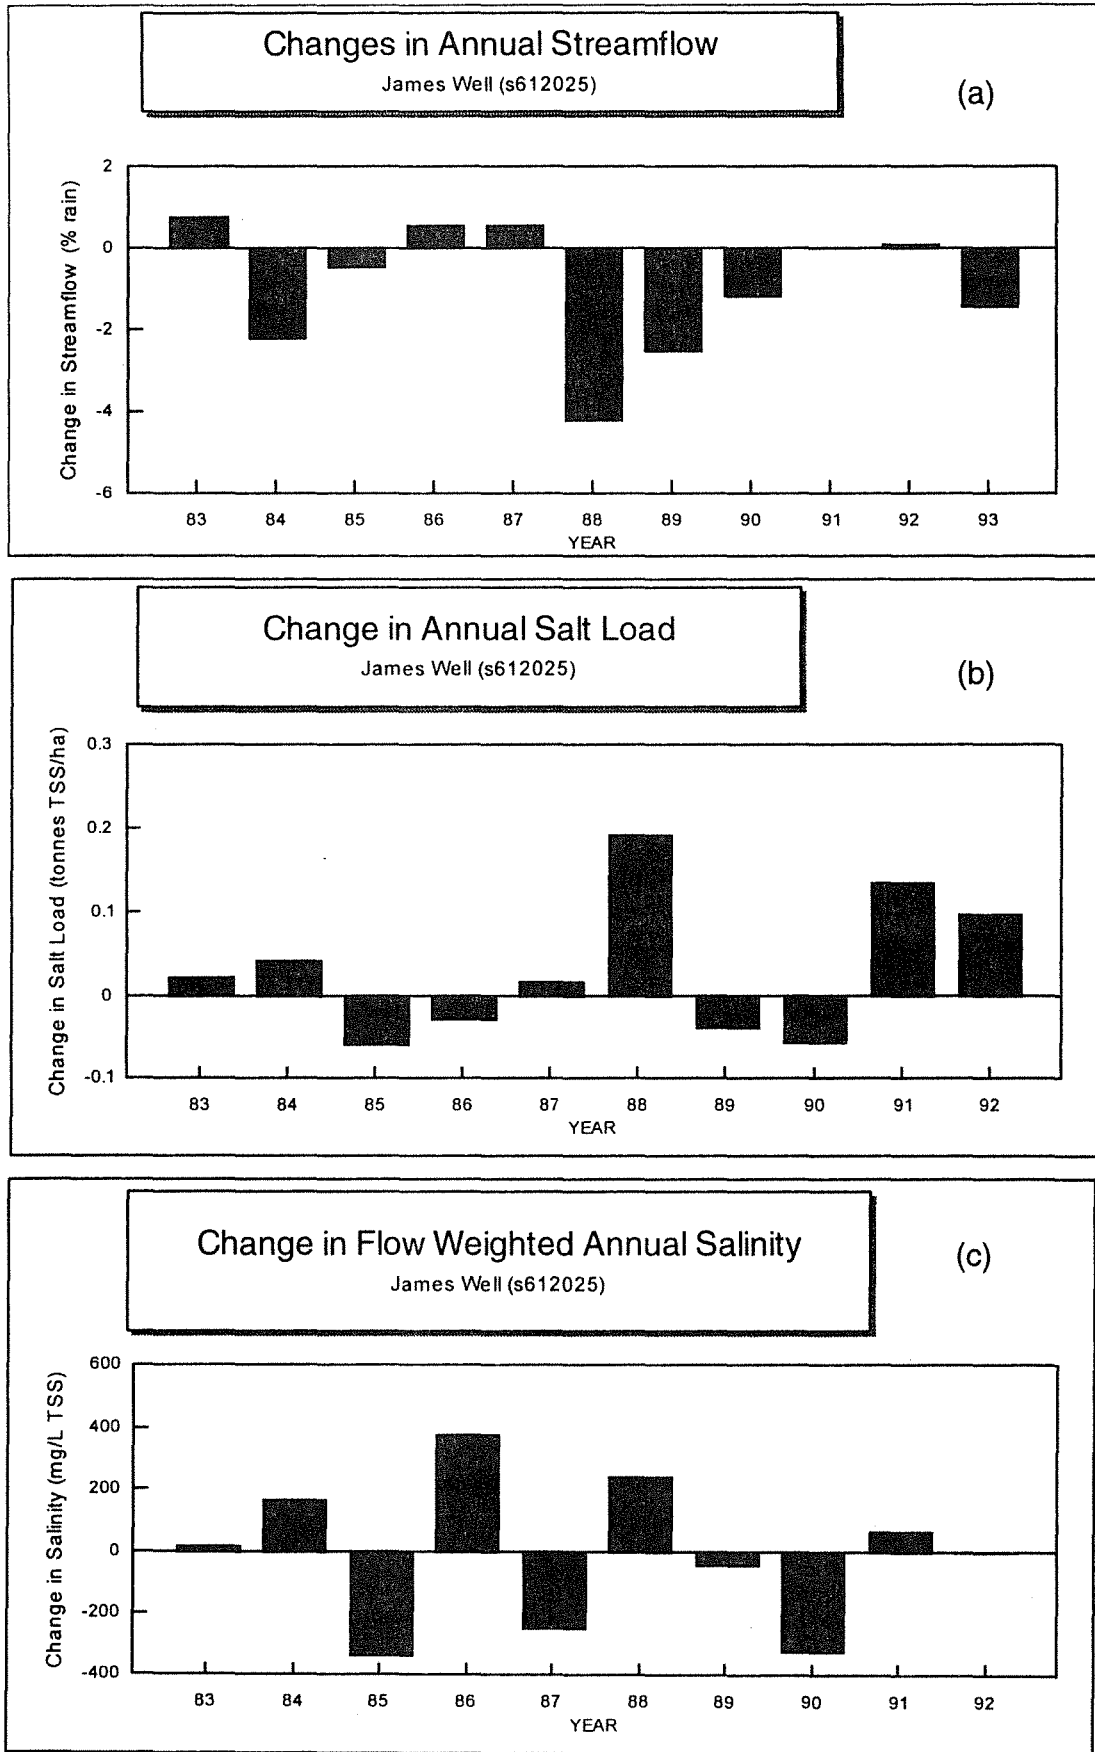 Changes in Annual Streamflow
James Well (s612025)
(a)
Change in Streamflow (% rain)
2
0
-2
-4
-6
83 84 85 86 87 88 89 90 91 92 93
YEAR
Change in Annual Salt Load
James Well (s612025)
(b)
Change in Salt Load (tonnes TSS/ha)
0.3
0.2
0.1
0
-0.1
83 84 85 86 87 88 89 90 91 92
YEAR
Change in Flow Weighted Annual Salinity
James Well (s612025)
(c)
Change in Salinity (mg/L TSS)
600
400
200
0
-200
-400
83 84 85 86 87 88 89 90 91 92
YEAR